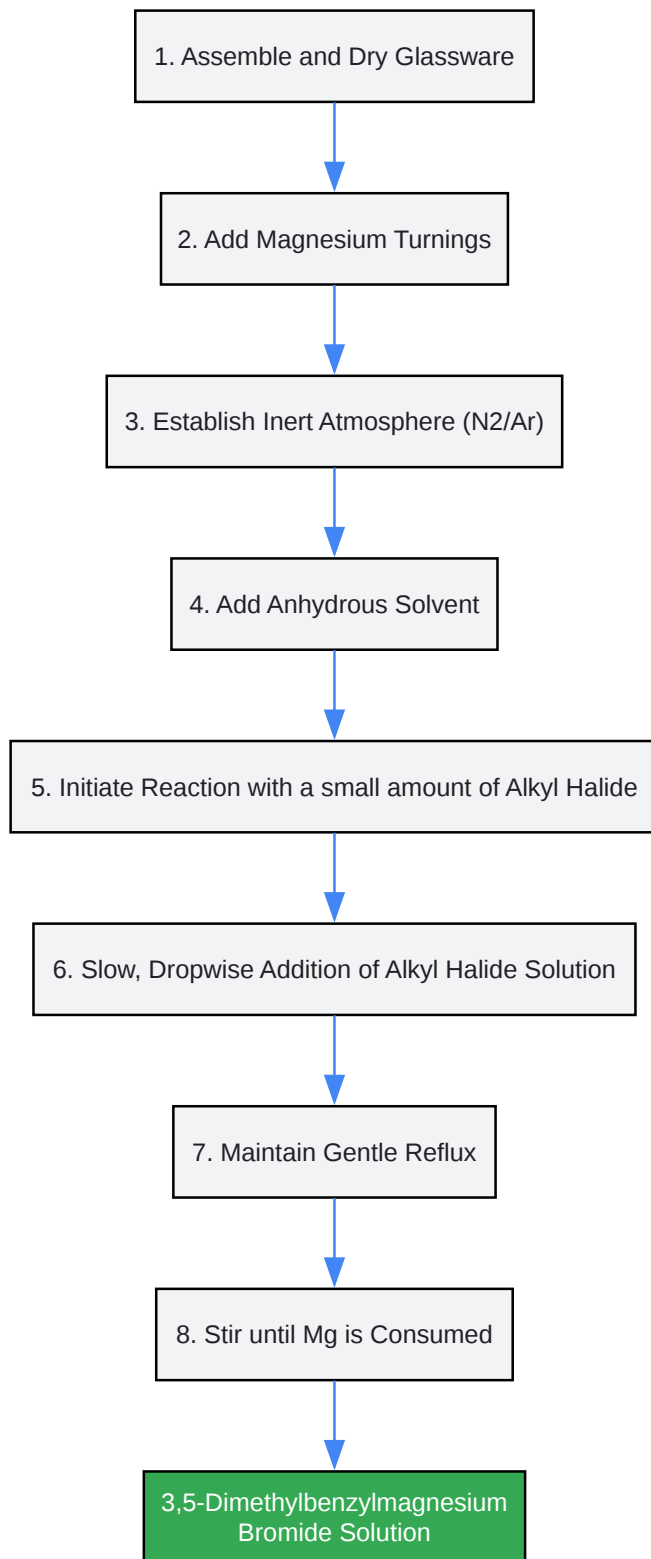 1. Assemble and Dry Glassware
2. Add Magnesium Turnings
3. Establish Inert Atmosphere (N2/Ar)
4. Add Anhydrous Solvent
5. Initiate Reaction with a small amount of Alkyl Halide
6. Slow, Dropwise Addition of Alkyl Halide Solution
7. Maintain Gentle Reflux
8. Stir until Mg is Consumed
3,5-Dimethylbenzylmagnesium
Bromide Solution